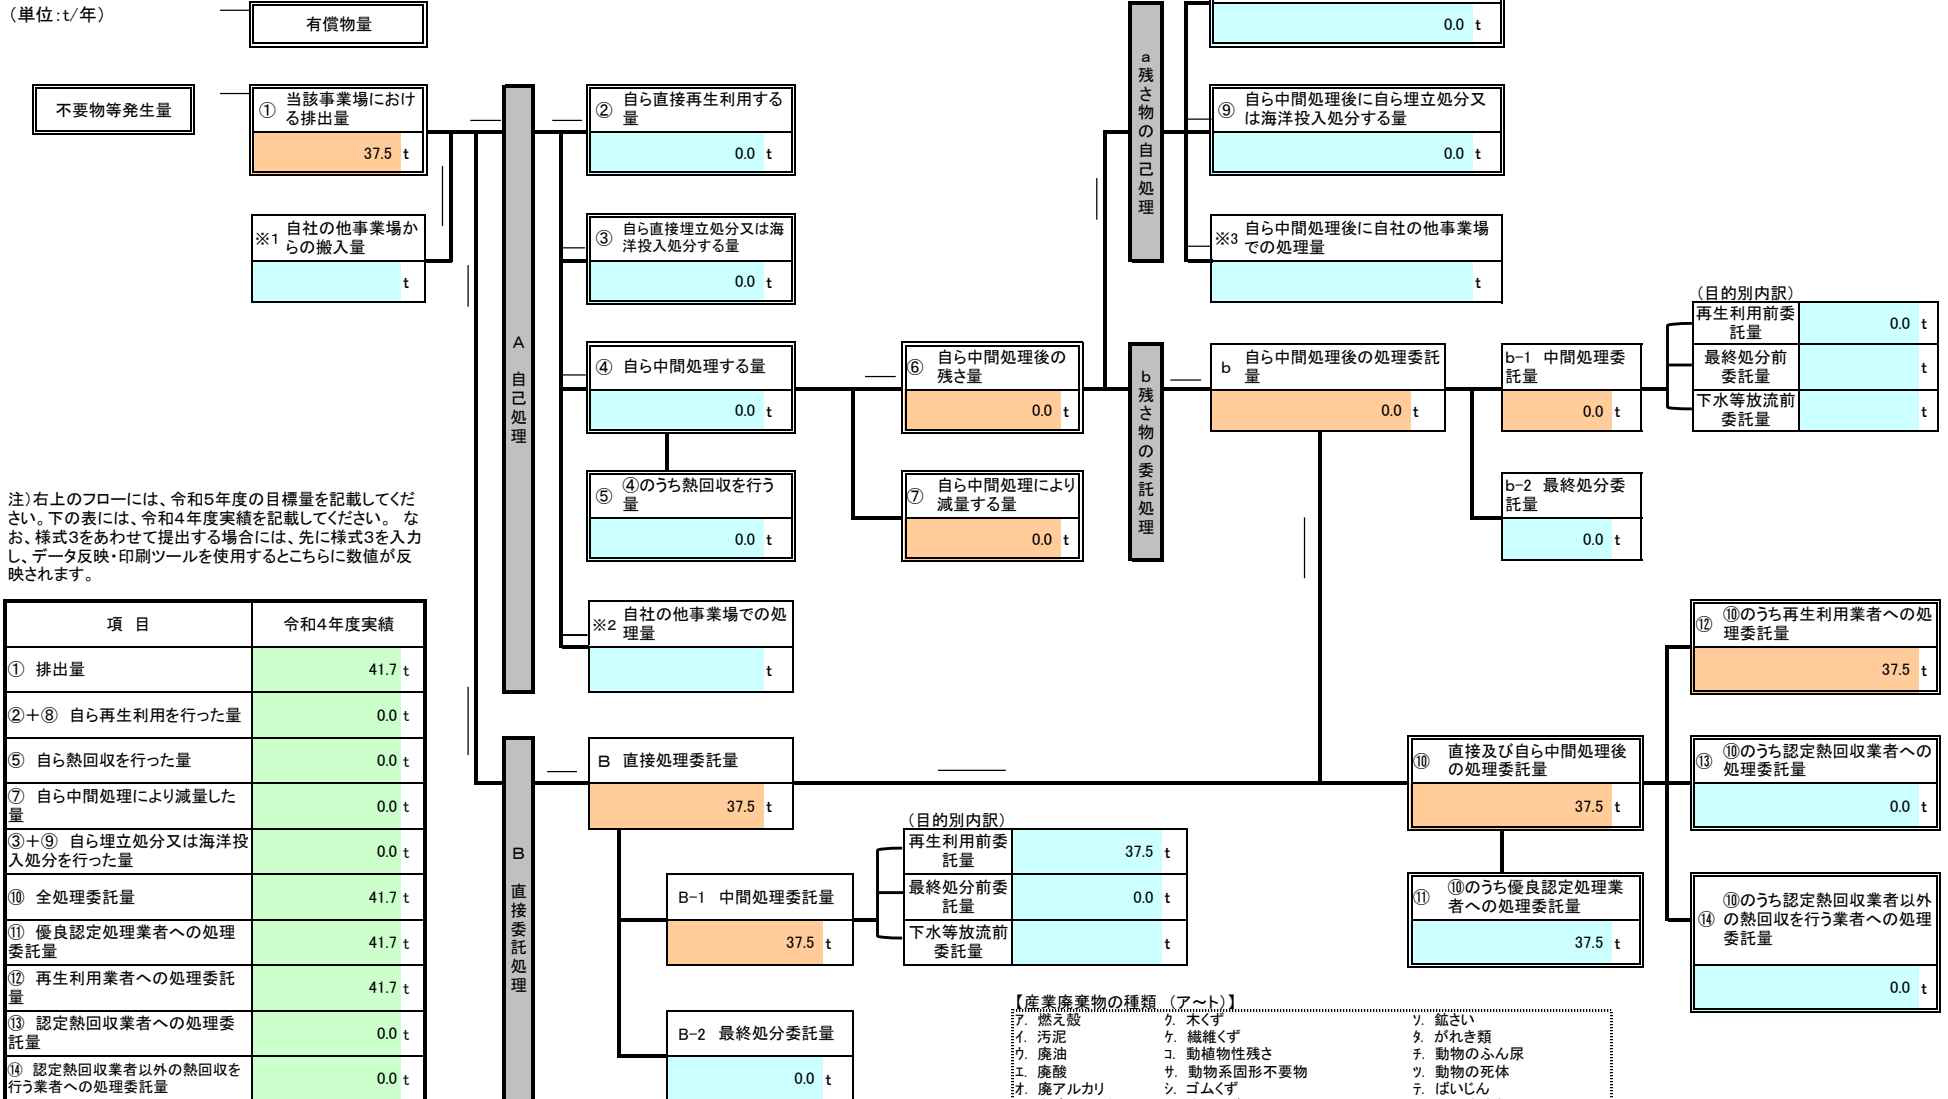 （単位：t/年）
有償物量
不要物等発生量
① 当該事業場におけ
る排出量
37.5 t
※1 自社の他事業場か
らの搬入量
t
A 自己処理
② 自ら直接再生利用する
量
0.0 t
③ 自ら直接埋立処分又は海
洋投入処分する量
0.0 t
④ 自ら中間処理する量
0.0 t
⑤ ④のうち熱回収を行う
量
0.0 t
※2 自社の他事業場での処
理量
t
⑥ 自ら中間処理後の
残さ量
0.0 t
⑦ 自ら中間処理により
減量する量
0.0 t
a 残さ物の自己処理
0.0 t
⑨ 自ら中間処理後に自ら埋立処分又
は海洋投入処分する量
0.0 t
※3 自ら中間処理後に自社の他事業場
での処理量
t
b 残さ物の委託処理
b 自ら中間処理後の処理委託
量
0.0 t
b-1 中間処理委
託量
0.0 t
（目的別内訳）
再生利用前委
託量
0.0 t
最終処分前
委託量
t
下水等放流前
委託量
t
b-2 最終処分委
託量
0.0 t
注）右上のフローには、令和５年度の目標量を記載してくだ
さい。下の表には、令和４年度実績を記載してください。 な
お、様式３をあわせて提出する場合には、先に様式３を入力
し、データ反映・印刷ツールを使用するとこちらに数値が反
映されます。
項 目 令和４年度実績
① 排出量 41.7 t
②＋⑧ 自ら再生利用を行った量 0.0 t
⑤ 自ら熱回収を行った量 0.0 t
⑦ 自ら中間処理により減量した
量 0.0 t
③＋⑨ 自ら埋立処分又は海洋投
入処分を行った量 0.0 t
⑩ 全処理委託量 41.7 t
⑪ 優良認定処理業者への処理
委託量 41.7 t
⑫ 再生利用業者への処理委託
量 41.7 t
⑬ 認定熱回収業者への処理委
託量 0.0 t
⑭ 認定熱回収業者以外の熱回収を
行う業者への処理委託量 0.0 t
B 直接委託処理
B 直接処理委託量
37.5 t
B-1 中間処理委託量
37.5 t
（目的別内訳）
再生利用前委
託量
37.5 t
最終処分前委
託量
0.0 t
下水等放流前
委託量
t
B-2 最終処分委託量
0.0 t
⑩ 直接及び自ら中間処理後
の処理委託量
37.5 t
⑪ ⑩のうち優良認定処理業
者への処理委託量
37.5 t
⑫ ⑩のうち再生利用業者への処
理委託量
37.5 t
⑬ ⑩のうち認定熱回収業者への
処理委託量
0.0 t
⑭ ⑩のうち認定熱回収業者以外
の熱回収を行う業者への処理
委託量
0.0 t
【産業廃棄物の種類 （ア～ト）】
ア. 燃え殻 ク. 木くず ソ. 鉱さい
イ. 汚泥 ケ. 繊維くず タ. がれき類
ウ. 廃油 コ. 動植物性残さ チ. 動物のふん尿
エ. 廃酸 サ. 動物系固形不要物 ツ. 動物の死体
オ. 廃アルカリ シ. ゴムくず テ. ばいじん